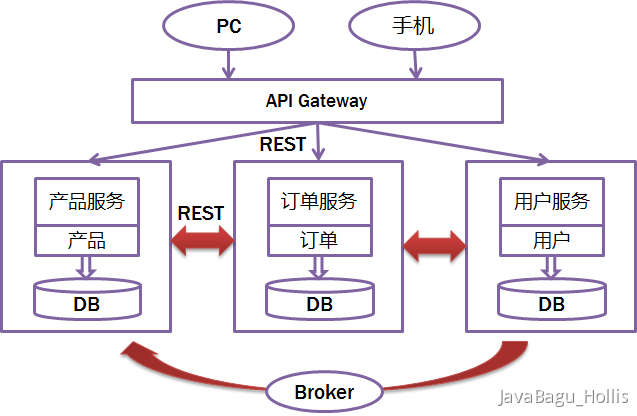 PC
手机
API Gateway
REST
产品服务
产品
DB
REST
订单服务
订单
DB
用户服务
用户
DB
Broker
JavaBagu_Hollis